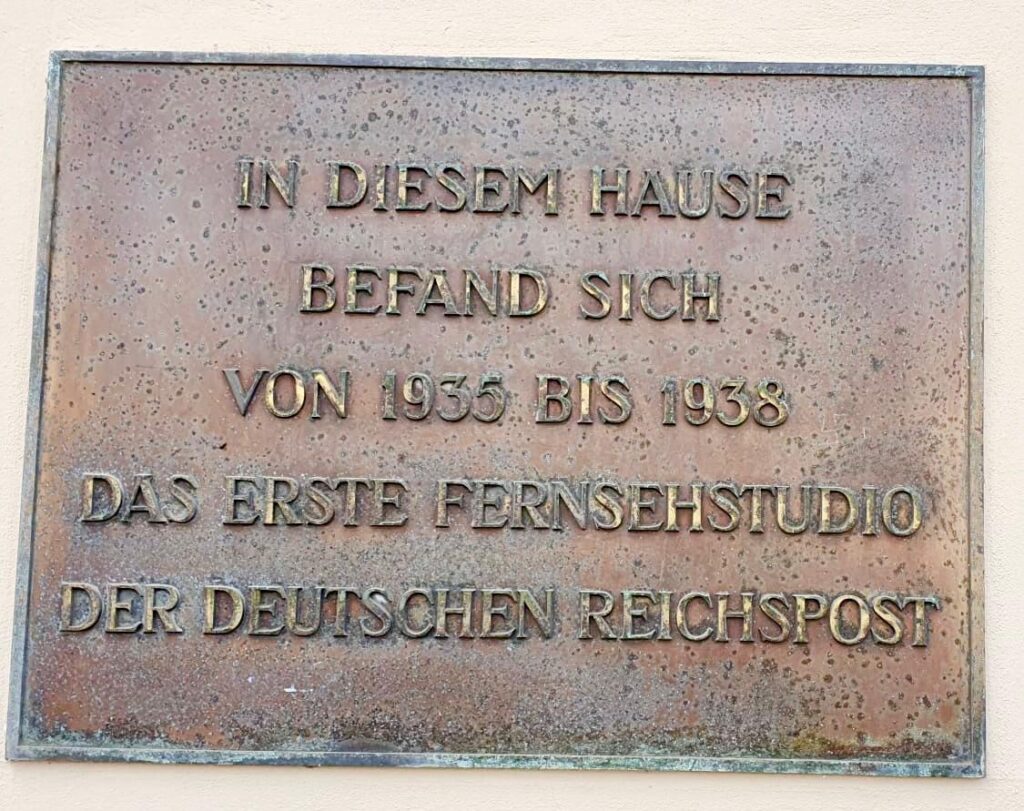 IN DIESEM HAUSE
BEFAND SICH
VON 1935 BIS 1938
DAS ERSTE FERNSEHSTUDIO
DER DEUTSCHEN REICHSPOST